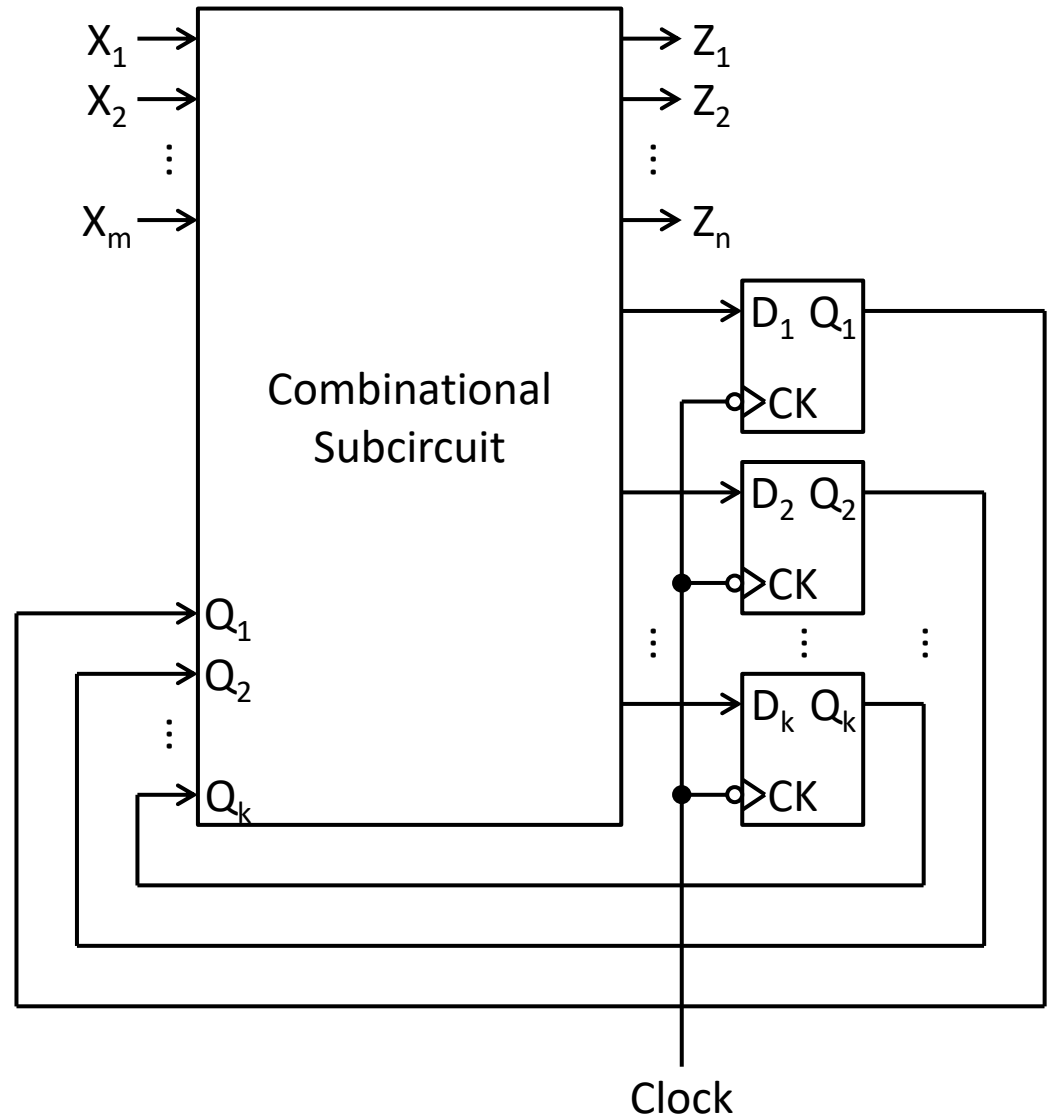 X₁
Z₁
X₂
Z₂
⋮
⋮
Xₘ
Zₙ
D₁ Q₁
CK
Combinational
Subcircuit
D₂ Q₂
CK
Q₁
⋮
⋮
⋮
Q₂
Dₖ Qₖ
⋮
Qₖ
CK
Clock